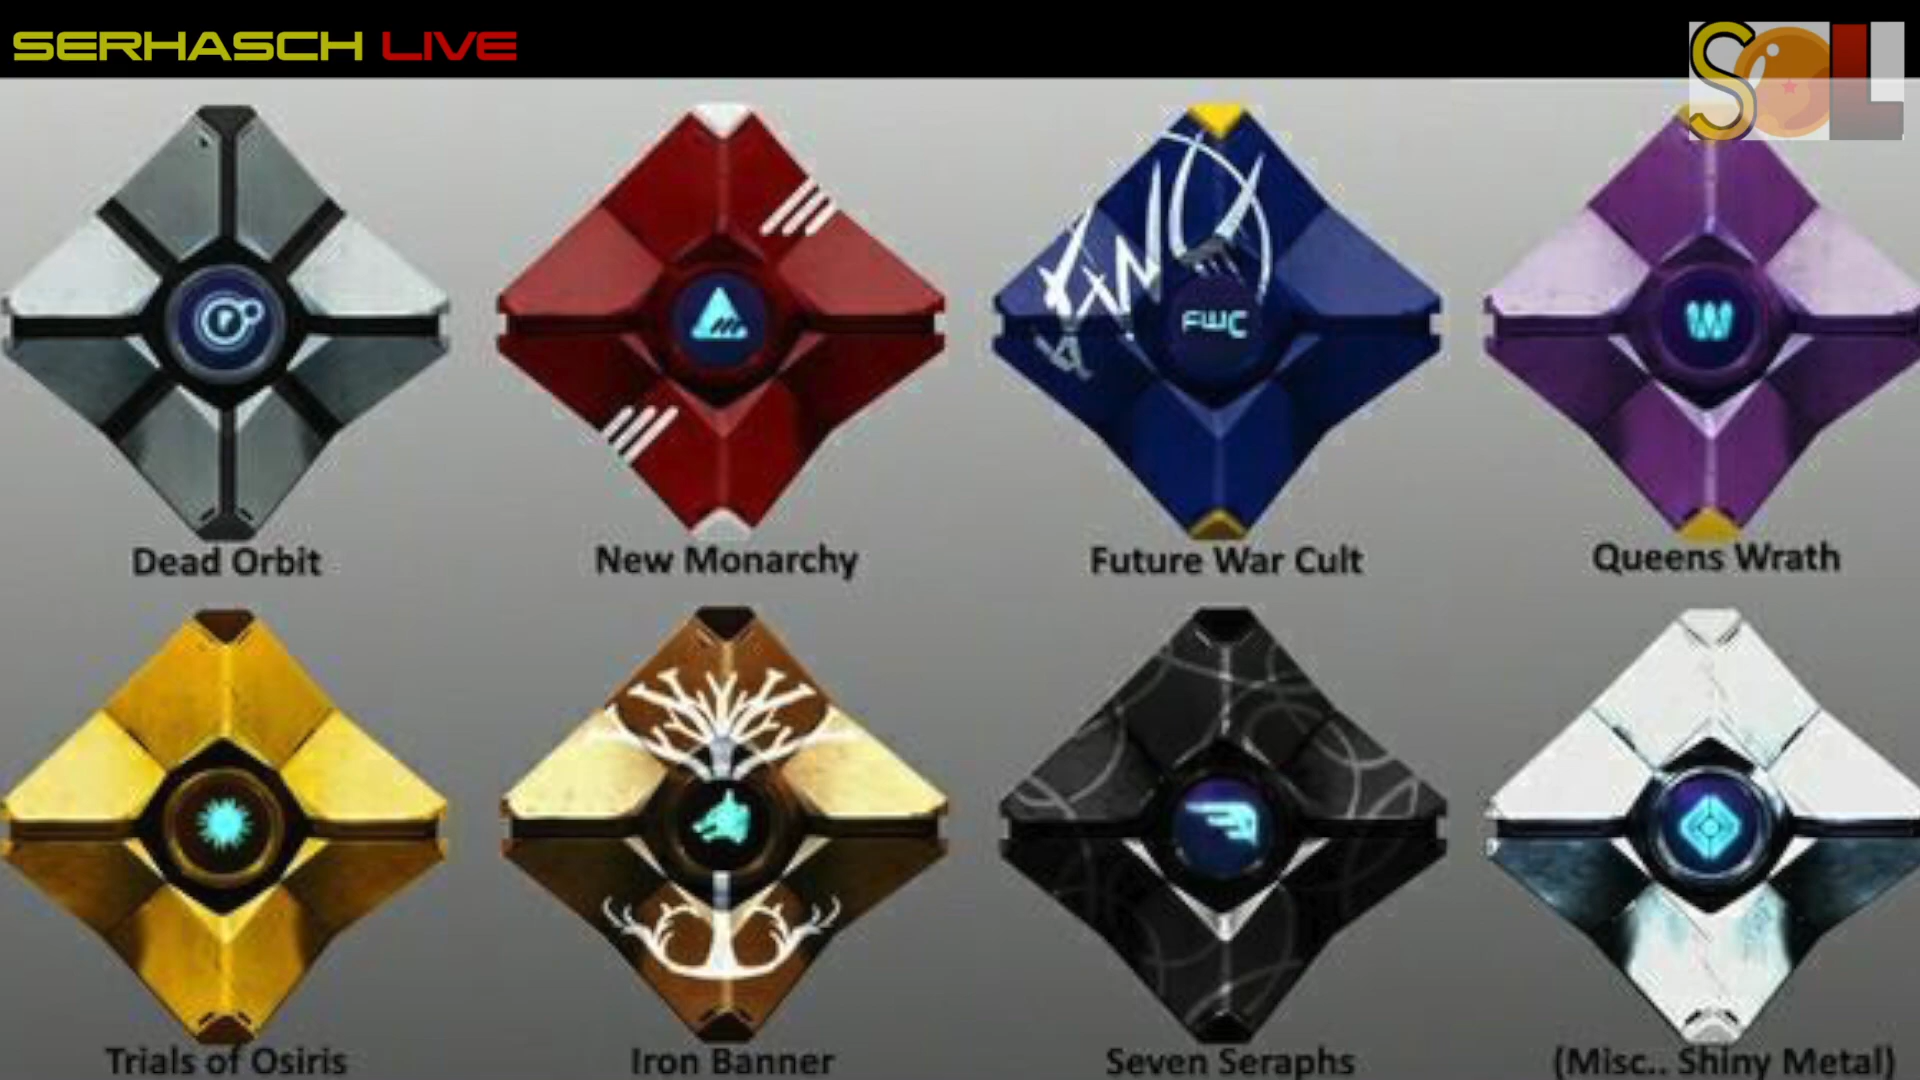 SERHASCH LIVE
SOL
FWC
Dead Orbit
New Monarchy
Future War Cult
Queens Wrath
Trials of Osiris
Iron Banner
Seven Seraphs
(Misc.. Shiny Metal)